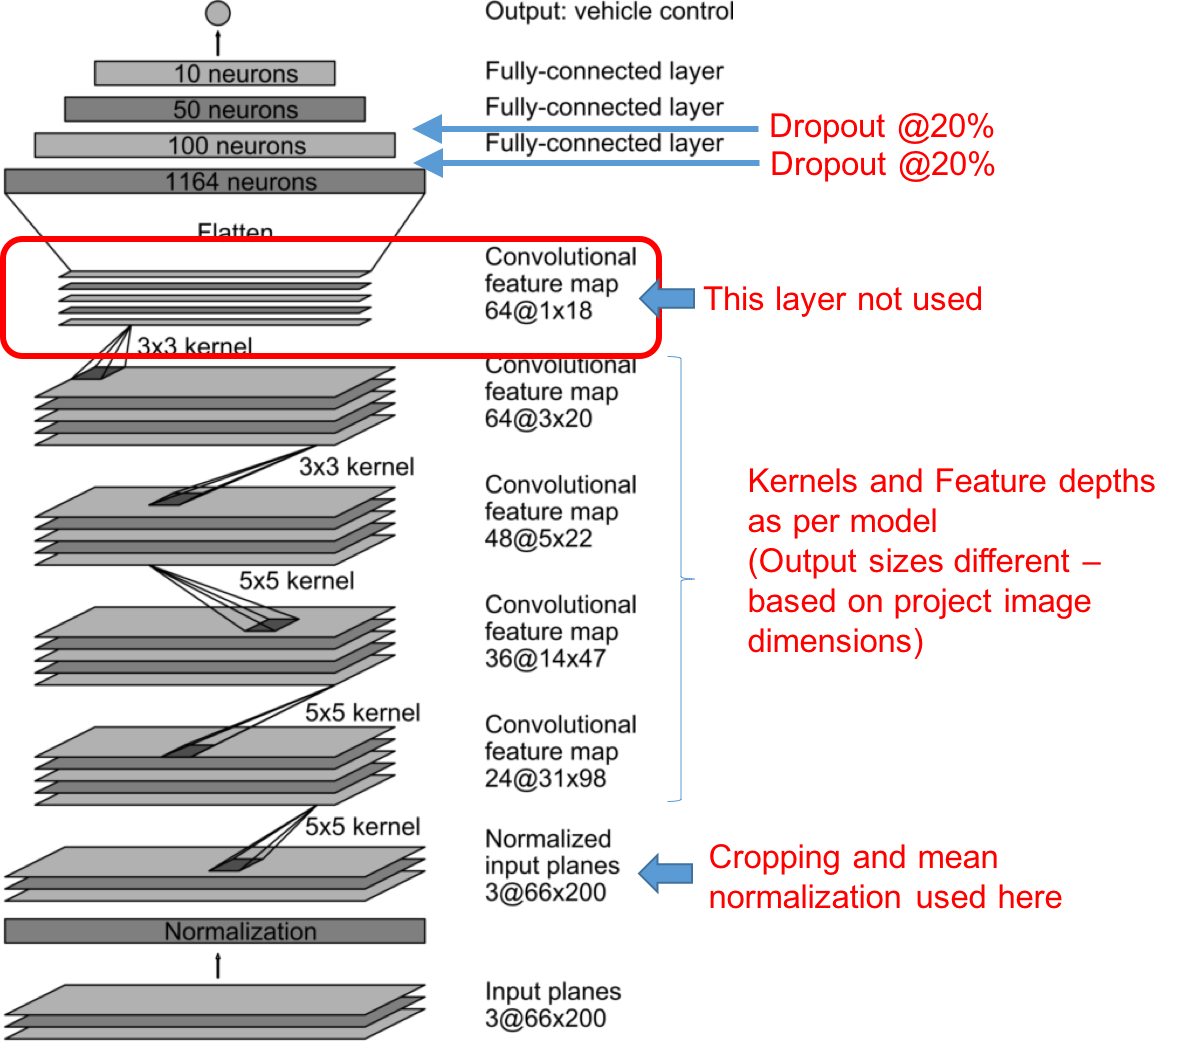 Output: vehicle control
10 neurons
Fully-connected layer
50 neurons
Fully-connected layer
Dropout @20%
100 neurons
Fully-connected layer
Dropout @20%
1164 neurons
Flatten
Convolutional
feature map
64@1x18
This layer not used
3x3 kernel
Convolutional
feature map
64@3x20
3x3 kernel
Convolutional
feature map
48@5x22
Kernels and Feature depths
as per model
(Output sizes different –
based on project image
dimensions)
5x5 kernel
Convolutional
feature map
36@14x47
5x5 kernel
Convolutional
feature map
24@31x98
5x5 kernel
Normalized
input planes
3@66x200
Cropping and mean
normalization used here
Normalization
Input planes
3@66x200